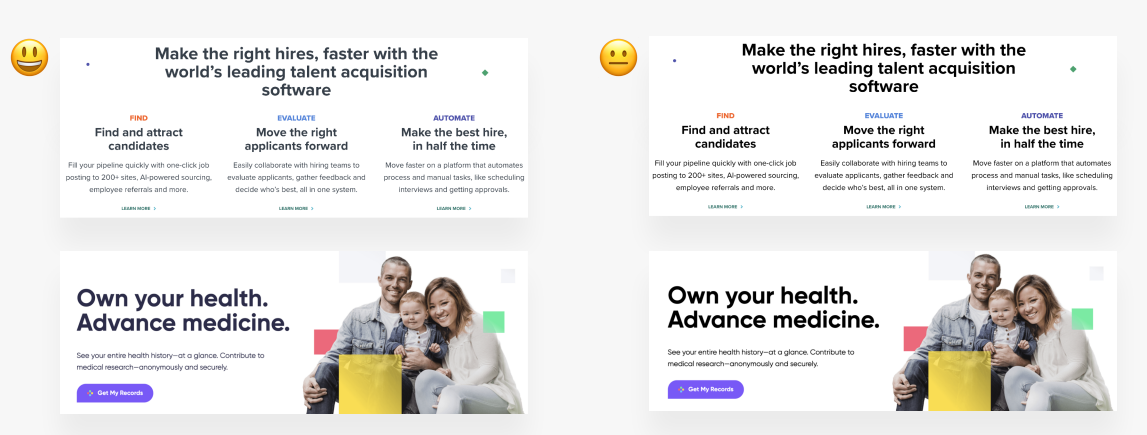 Make the right hires, faster with the
world's leading talent acquisition
software
FIND
Find and attract
candidates
Fill your pipeline quickly with one-click job
posting to 200+ sites, AI-powered sourcing,
employee referrals and more.
LEARN MORE >
EVALUATE
Move the right
applicants forward
Easily collaborate with hiring teams to
evaluate applicants, gather feedback and
decide who's best, all in one system.
LEARN MORE >
AUTOMATE
Make the best hire,
in half the time
Move faster on a platform that automates
process and manual tasks, like scheduling
interviews and getting approvals.
LEARN MORE >
Own your health.
Advance medicine.
See your entire health history—at a glance. Contribute to
medical research—anonymously and securely.
Get My Records
Make the right hires, faster with the
world's leading talent acquisition
software
FIND
Find and attract
candidates
Fill your pipeline quickly with one-click job
posting to 200+ sites, AI-powered sourcing,
employee referrals and more.
LEARN MORE >
EVALUATE
Move the right
applicants forward
Easily collaborate with hiring teams to
evaluate applicants, gather feedback and
decide who's best, all in one system.
LEARN MORE >
AUTOMATE
Make the best hire,
in half the time
Move faster on a platform that automates
process and manual tasks, like scheduling
interviews and getting approvals.
LEARN MORE >
Own your health.
Advance medicine.
See your entire health history—at a glance. Contribute to
medical research—anonymously and securely.
Get My Records